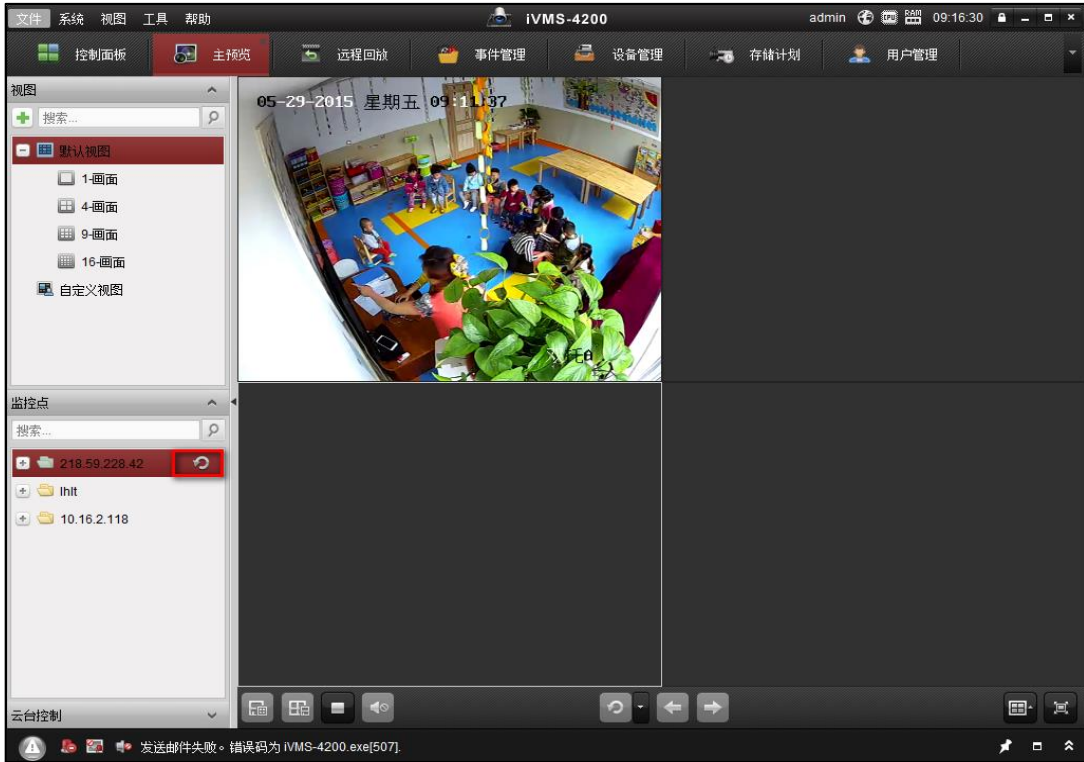 文件 系统 视图 工具 帮助 iVMS-4200 admin CPU RAM 09:16:30
控制面板 主预览 远程回放 事件管理 设备管理 存储计划 用户管理
视图
搜索...
默认视图
1-画面
4-画面
9-画面
16-画面
自定义视图
05-29-2015 星期五 09:11:37
监控点
搜索...
218.59.228.42
lhlt
10.16.2.118
云台控制
发送邮件失败。错误码为 iVMS-4200.exe[507].